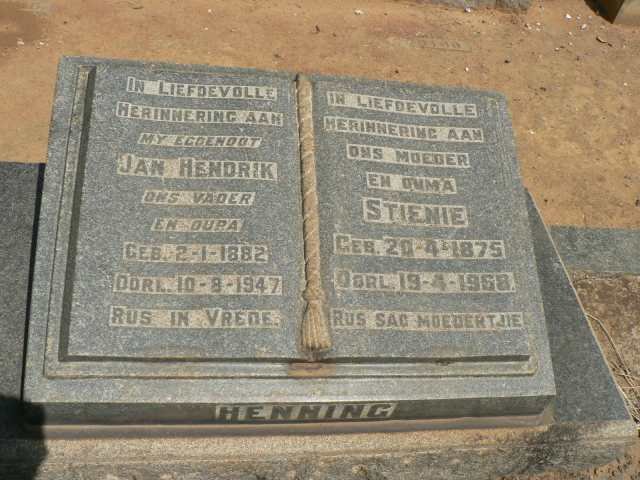 IN LIEFDEVOLLE
HERINNERING AAN
MY EGGENOOT
JAN HENDRIK
ONS VADER
EN OUPA
GEB. 2-1-1882
OORL. 10-8-1947
RUS IN VREDE.
IN LIEFDEVOLLE
HERINNERING AAN
ONS MOEDER
EN OUMA
STIENIE
GEB. 20-4-1875
OORL. 19-4-1968.
RUS SAG MOEDERTJIE
HENNING